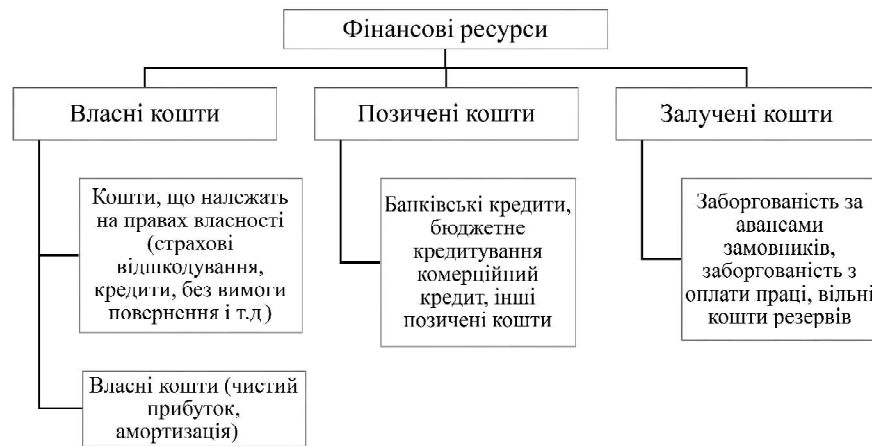 Фінансові ресурси
Власні кошти
Позичені кошти
Залучені кошти
Кошти, що належать
на правах власності
(страхові
відшкодування,
кредити, без вимоги
повернення і т.д)
Власні кошти (чистий
прибуток,
амортизація)
Банківські кредити,
бюджетне
кредитування
комерційний
кредит, інші
позичені кошти
Заборгованість за
авансами
замовників,
заборгованість з
оплати праці, вільні
кошти резервів